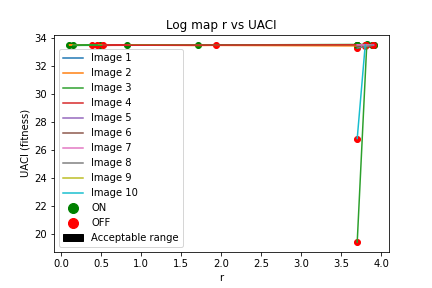 Log map r vs UACI
34
32
30
28
26
24
22
20
UACI (fitness)
Image 1
Image 2
Image 3
Image 4
Image 5
Image 6
Image 7
Image 8
Image 9
Image 10
ON
OFF
Acceptable range
0.0 0.5 1.0 1.5 2.0 2.5 3.0 3.5 4.0
r